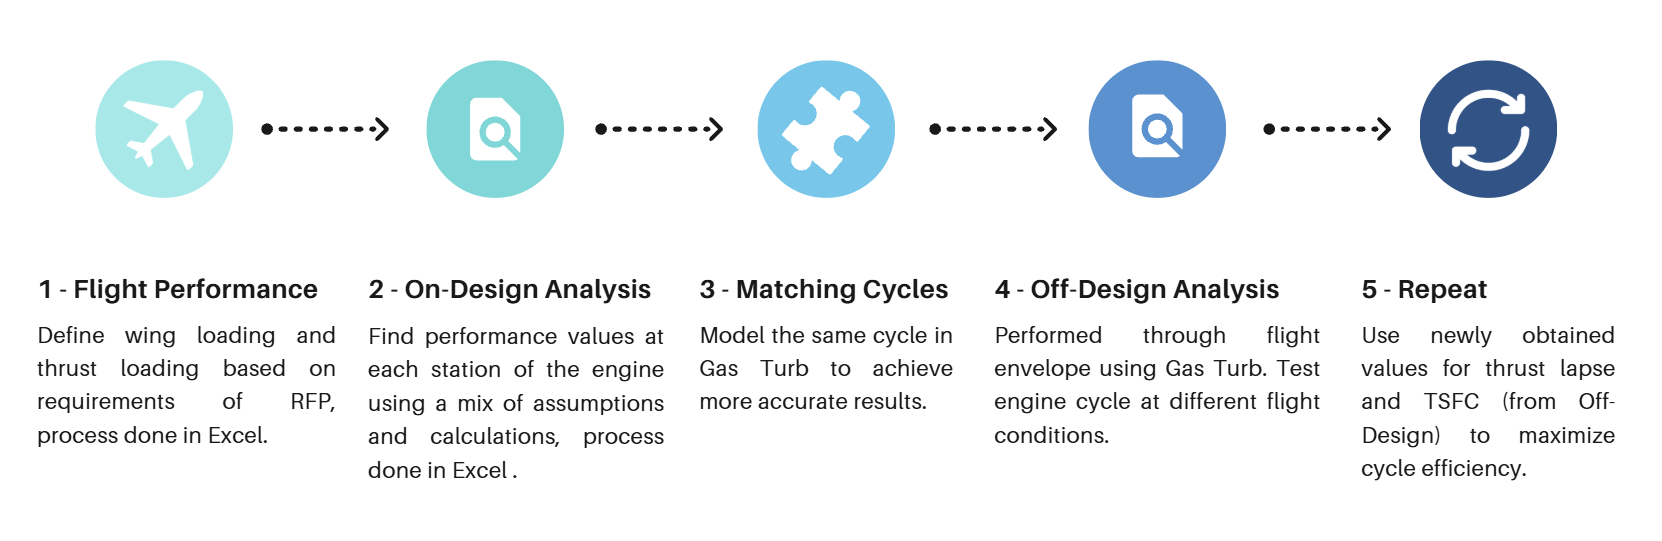 1 - Flight Performance
Define wing loading and
thrust loading based on
requirements of RFP,
process done in Excel.
2 - On-Design Analysis
Find performance values at
each station of the engine
using a mix of assumptions
and calculations, process
done in Excel .
3 - Matching Cycles
Model the same cycle in
Gas Turb to achieve
more accurate results.
4 - Off-Design Analysis
Performed through flight
envelope using Gas Turb. Test
engine cycle at different flight
conditions.
5 - Repeat
Use newly obtained
values for thrust lapse
and TSFC (from Off-
Design) to maximize
cycle efficiency.